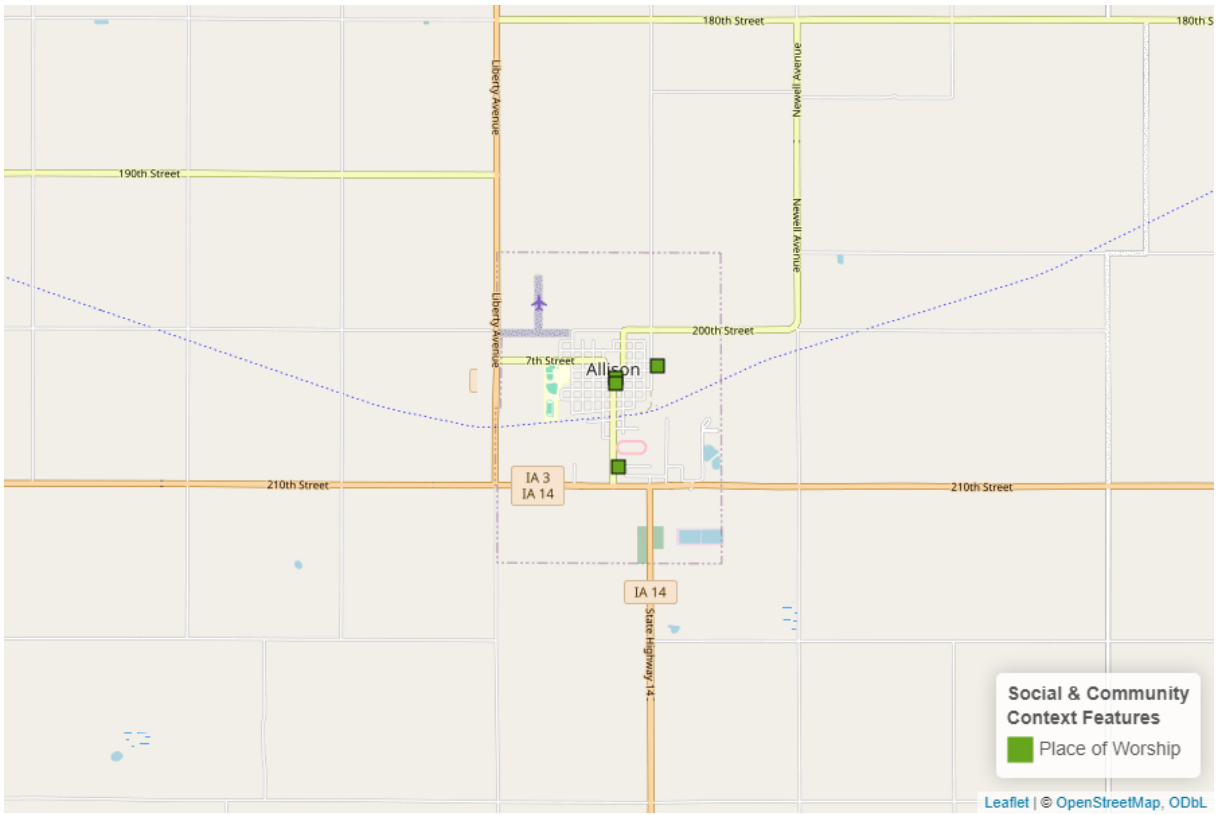 180th Street
180th S
Liberty Avenue
Newell Avenue
190th Street
Newell Avenue
Liberty Avenue
200th Street
7th Street
Allison
210th Street
IA 3
IA 14
210th Street
IA 14
State Highway 14
Social & Community
Context Features
Place of Worship
Leaflet | © OpenStreetMap, ODbL